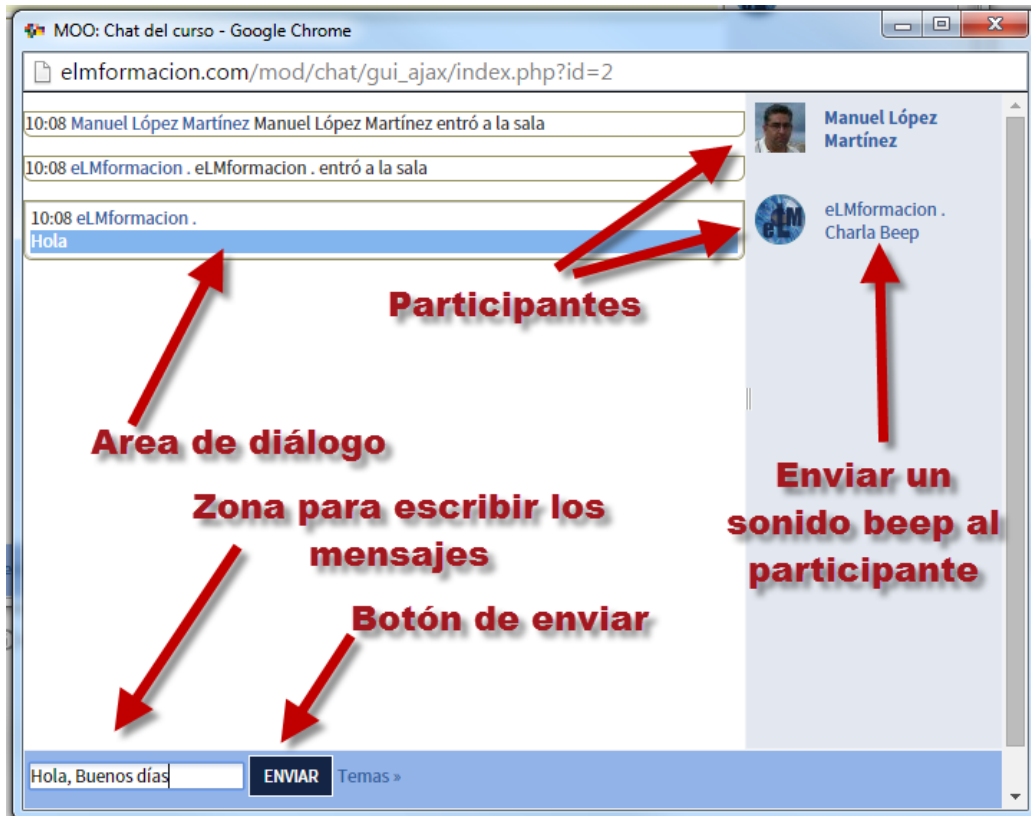 MOO: Chat del curso - Google Chrome
elmformacion.com/mod/chat/gui_ajax/index.php?id=2
10:08 Manuel López Martínez Manuel López Martínez entró a la sala
10:08 eLMformacion . eLMformacion . entró a la sala
10:08 eLMformacion .
Hola
Manuel López
Martínez
eLM
eLMformacion .
Charla Beep
Participantes
Area de diálogo
Enviar un
sonido beep al
participante
Zona para escribir los
mensajes
Botón de enviar
Hola, Buenos días
ENVIAR
Temas »